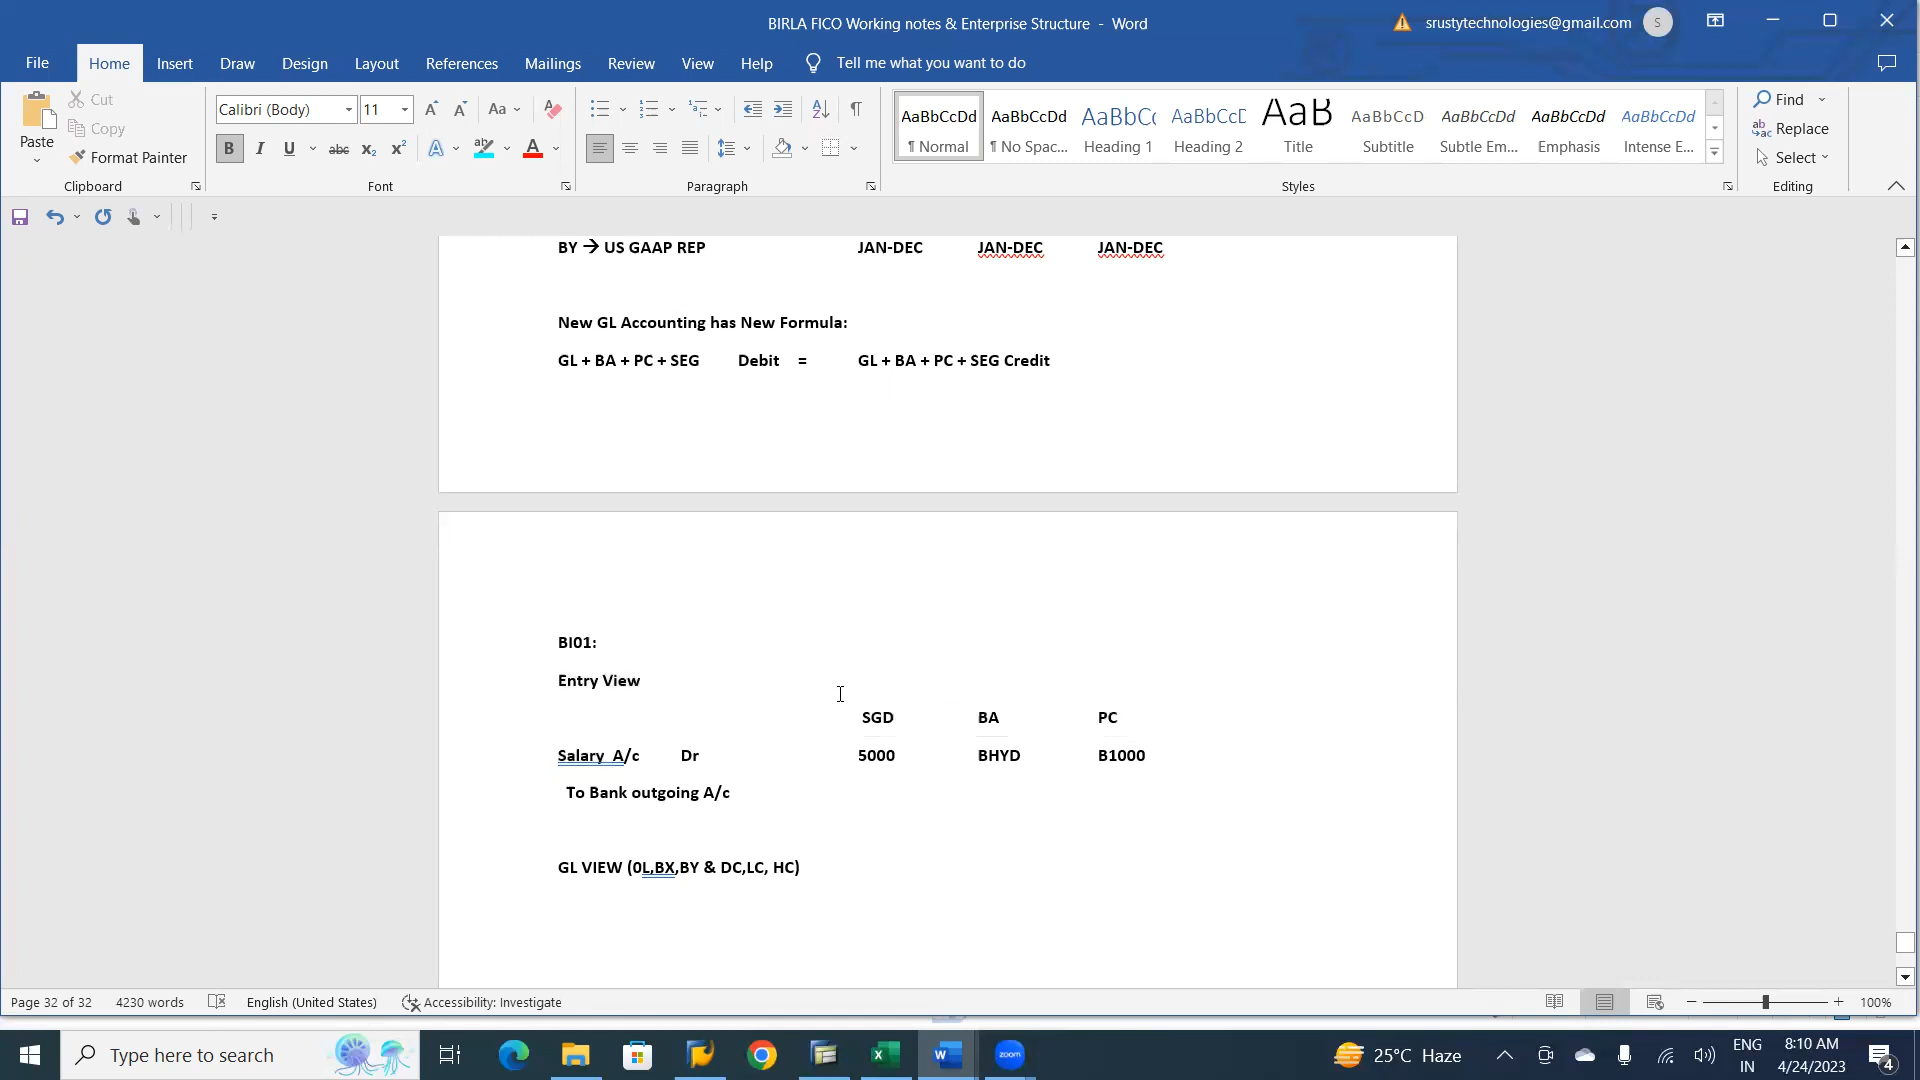 BIRLA FICO Working notes & Enterprise Structure - Word
srustytechnologies@gmail.com S
File Home Insert Draw Design Layout References Mailings Review View Help Tell me what you want to do
Paste Cut Copy Format Painter Clipboard
Calibri (Body) 11 Font
Paragraph
AaBbCcDd AaBbCcDd AaBbCc AaBbCcD AaB AaBbCcD AaBbCcDd AaBbCcDd AaBbCcDd
¶ Normal ¶ No Spac... Heading 1 Heading 2 Title Subtitle Subtle Em... Emphasis Intense E...
Styles
Find
Replace
Select
Editing
BY → US GAAP REP JAN-DEC JAN-DEC JAN-DEC
New GL Accounting has New Formula:
GL + BA + PC + SEG Debit = GL + BA + PC + SEG Credit
BI01:
Entry View
SGD BA PC
Salary A/c Dr 5000 BHYD B1000
To Bank outgoing A/c
GL VIEW (0L,BX,BY & DC,LC, HC)
Page 32 of 32 4230 words English (United States) Accessibility: Investigate 100%
Type here to search
zoom
25°C Haze
ENG
IN
8:10 AM
4/24/2023
4